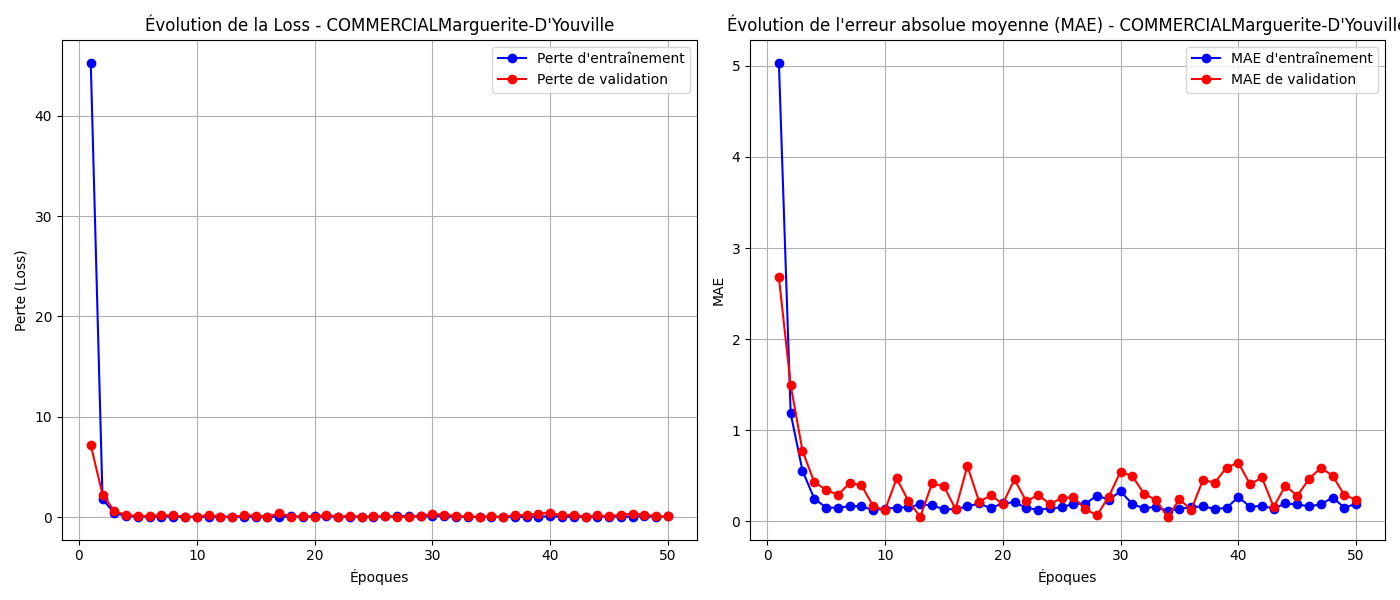 Évolution de la Loss - COMMERCIALMarguerite-D'Youville
Perte d'entraînement
Perte de validation
Perte (Loss)
40
30
20
10
0
0 10 20 30 40 50
Époques
Évolution de l'erreur absolue moyenne (MAE) - COMMERCIALMarguerite-D'Youville
MAE d'entraînement
MAE de validation
MAE
5
4
3
2
1
0
0 10 20 30 40 50
Époques